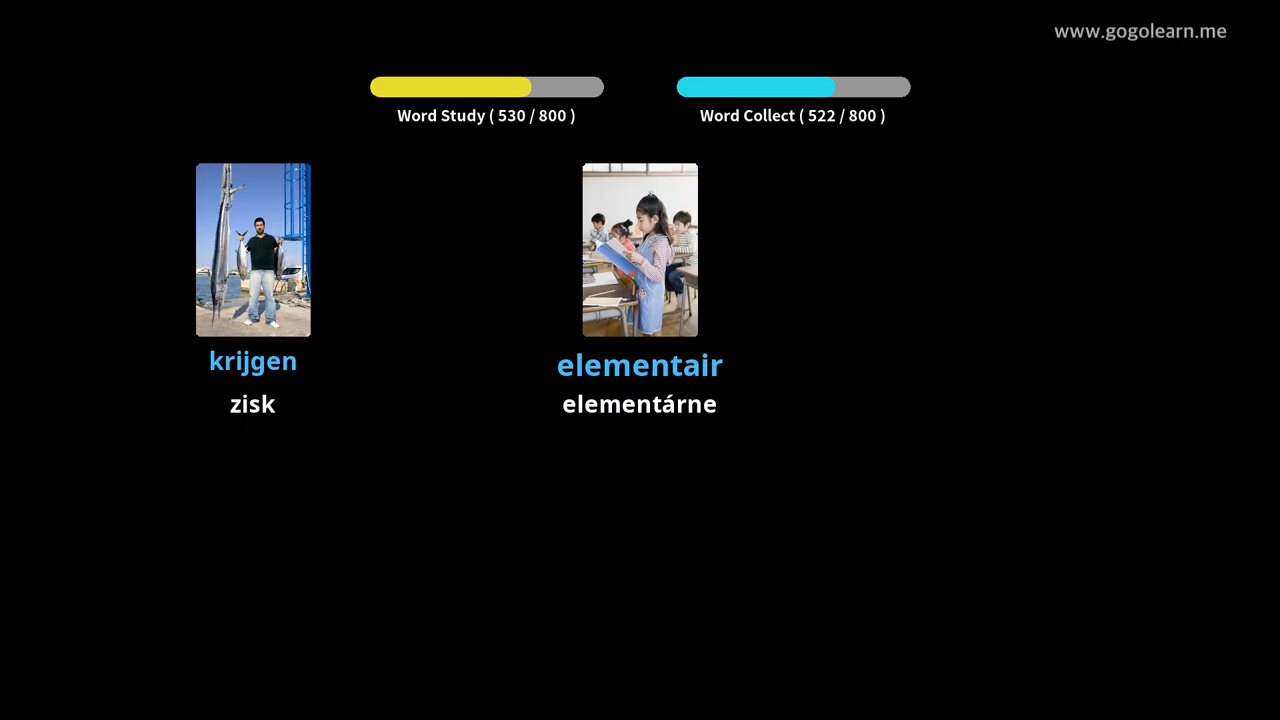 www.gogolearn.me
Word Study ( 530 / 800 )
Word Collect ( 522 / 800 )
krijgen
zisk
elementair
elementárne